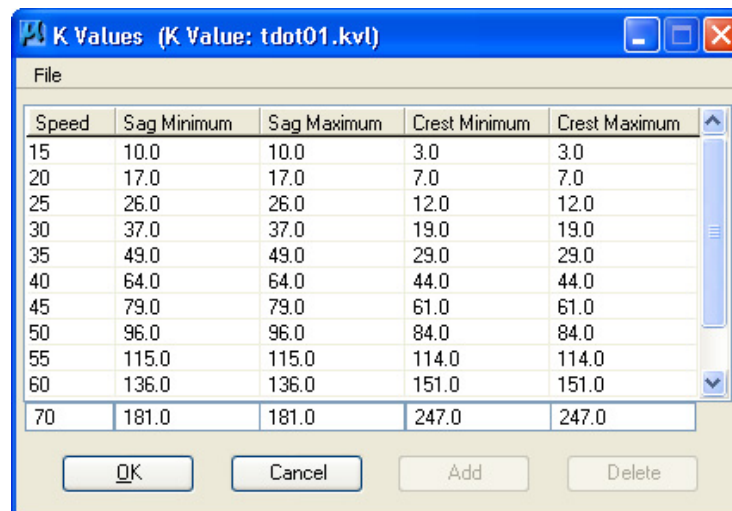 K Values (K Value: tdot01.kvl)
File
Speed Sag Minimum Sag Maximum Crest Minimum Crest Maximum
15 10.0 10.0 3.0 3.0
20 17.0 17.0 7.0 7.0
25 26.0 26.0 12.0 12.0
30 37.0 37.0 19.0 19.0
35 49.0 49.0 29.0 29.0
40 64.0 64.0 44.0 44.0
45 79.0 79.0 61.0 61.0
50 96.0 96.0 84.0 84.0
55 115.0 115.0 114.0 114.0
60 136.0 136.0 151.0 151.0
70 181.0 181.0 247.0 247.0
OK Cancel Add Delete